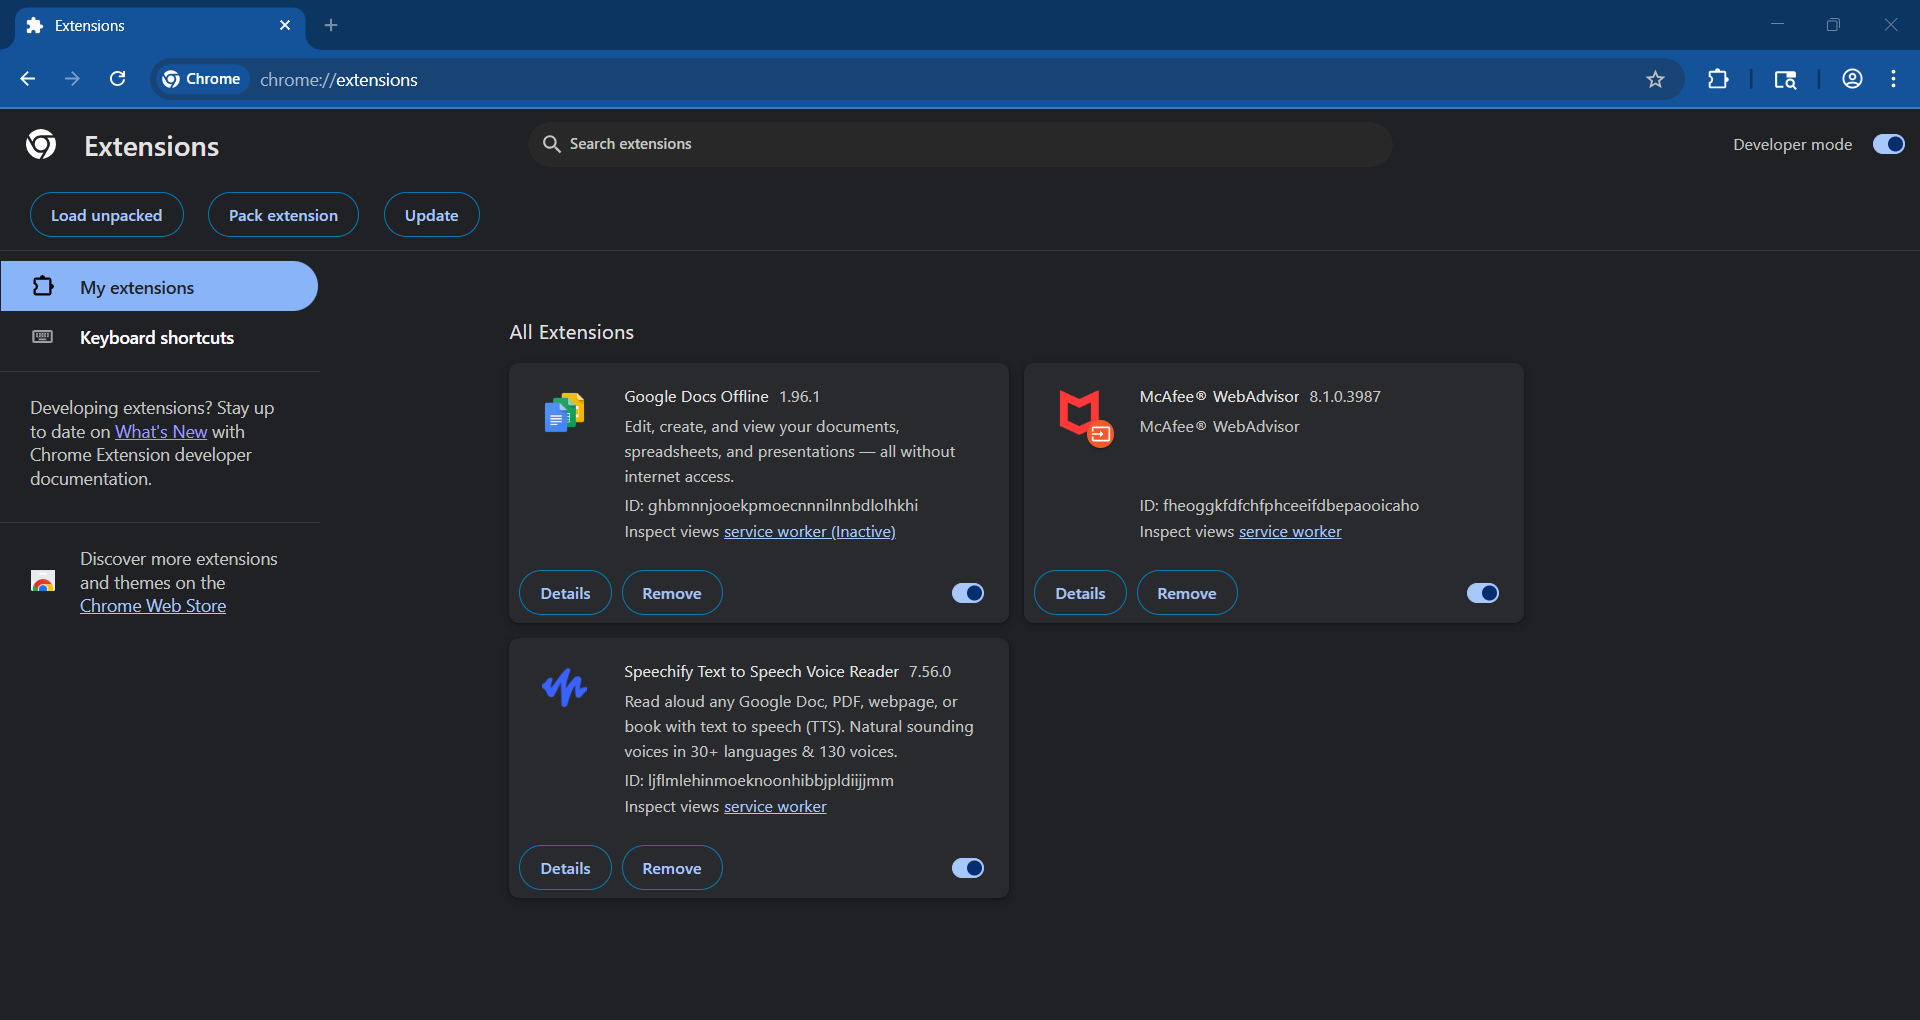 Extensions
Chrome
chrome://extensions
Extensions
Search extensions
Developer mode
Load unpacked
Pack extension
Update
My extensions
Keyboard shortcuts
Developing extensions? Stay up
to date on What's New with
Chrome Extension developer
documentation.
Discover more extensions
and themes on the
Chrome Web Store
All Extensions
Google Docs Offline 1.96.1
Edit, create, and view your documents,
spreadsheets, and presentations — all without
internet access.
ID: ghbmnnjooekpmoecnnnilnnbdlolhkhi
Inspect views service worker (Inactive)
Details
Remove
McAfee® WebAdvisor 8.1.0.3987
McAfee® WebAdvisor
ID: fheoggkfdfchfphceeifdbepaooicaho
Inspect views service worker
Details
Remove
Speechify Text to Speech Voice Reader 7.56.0
Read aloud any Google Doc, PDF, webpage, or
book with text to speech (TTS). Natural sounding
voices in 30+ languages & 130 voices.
ID: ljflmlehinmoeknoonhibbjpldiijjmm
Inspect views service worker
Details
Remove